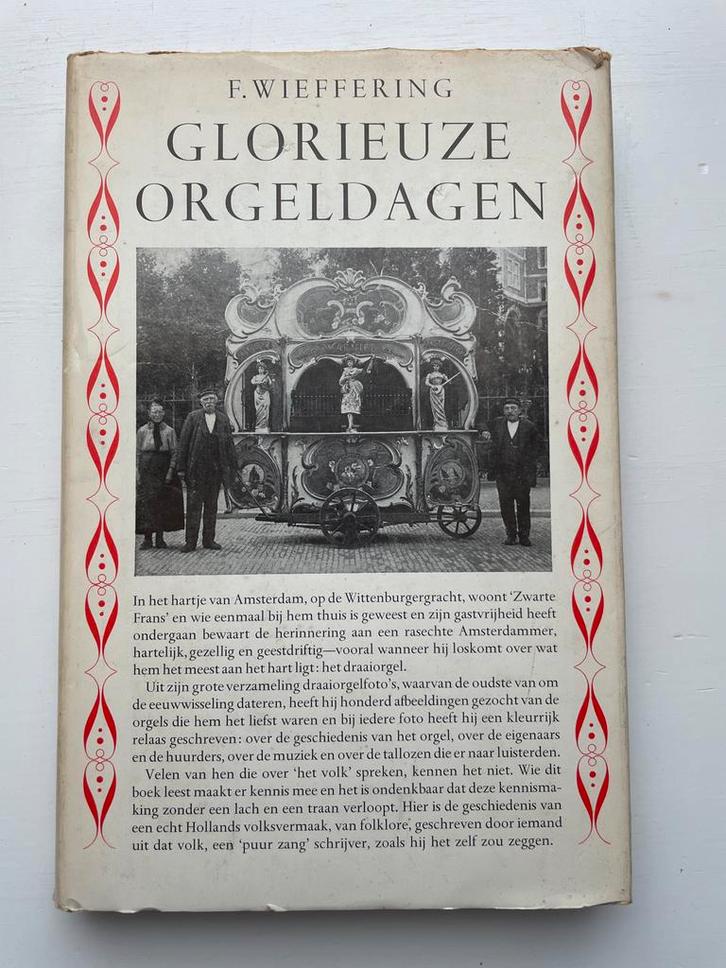 F. WIEFFERING
GLORIEUZE
ORGELDAGEN
In het hartje van Amsterdam, op de Wittenburgergracht, woont ‘Zwarte
Frans’ en wie eenmaal bij hem thuis is geweest en zijn gastvrijheid heeft
ondergaan bewaart de herinnering aan een rasechte Amsterdammer,
hartelijk, gezellig en geestdriftig—vooral wanneer hij loskomt over wat
hem het meest aan het hart ligt: het draaiorgel.
Uit zijn grote verzameling draaiorgelfoto’s, waarvan de oudste van om
de eeuwwisseling dateren, heeft hij honderd afbeeldingen gezocht van de
orgels die hem het liefst waren en bij iedere foto heeft hij een kleurrijk
relaas geschreven: over de geschiedenis van het orgel, over de eigenaars
en de huurders, over de muziek en over de tallozen die er naar luisterden.
Velen van hen die over ‘het volk’ spreken, kennen het niet. Wie dit
boek leest maakt er kennis mee en het is ondenkbaar dat deze kennisma-
king zonder een lach en een traan verloopt. Hier is de geschiedenis van
een echt Hollands volksvermaak, van folklore, geschreven door iemand
uit dat volk, een ‘puur zang’ schrijver, zoals hij het zelf zou zeggen.